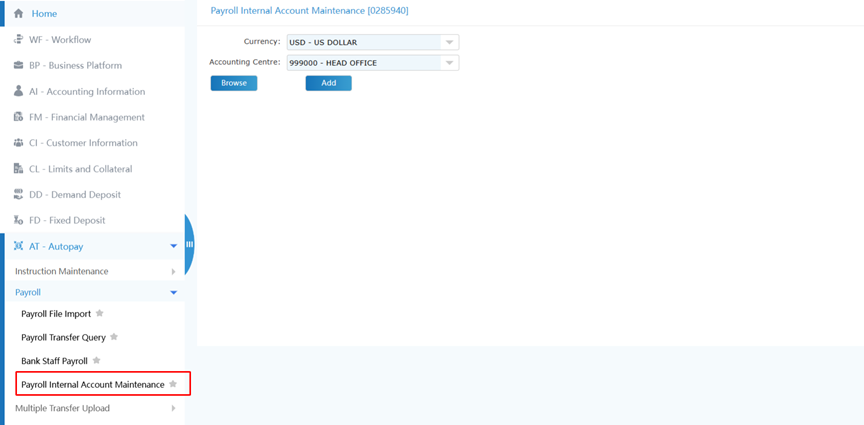 Home
WF - Workflow
BP - Business Platform
AI - Accounting Information
FM - Financial Management
CI - Customer Information
CL - Limits and Collateral
DD - Demand Deposit
FD - Fixed Deposit
AT - Autopay
Instruction Maintenance
Payroll
Payroll File Import
Payroll Transfer Query
Bank Staff Payroll
Payroll Internal Account Maintenance
Multiple Transfer Upload
Payroll Internal Account Maintenance [0285940]
Currency: USD - US DOLLAR
Accounting Centre: 999000 - HEAD OFFICE
Browse Add